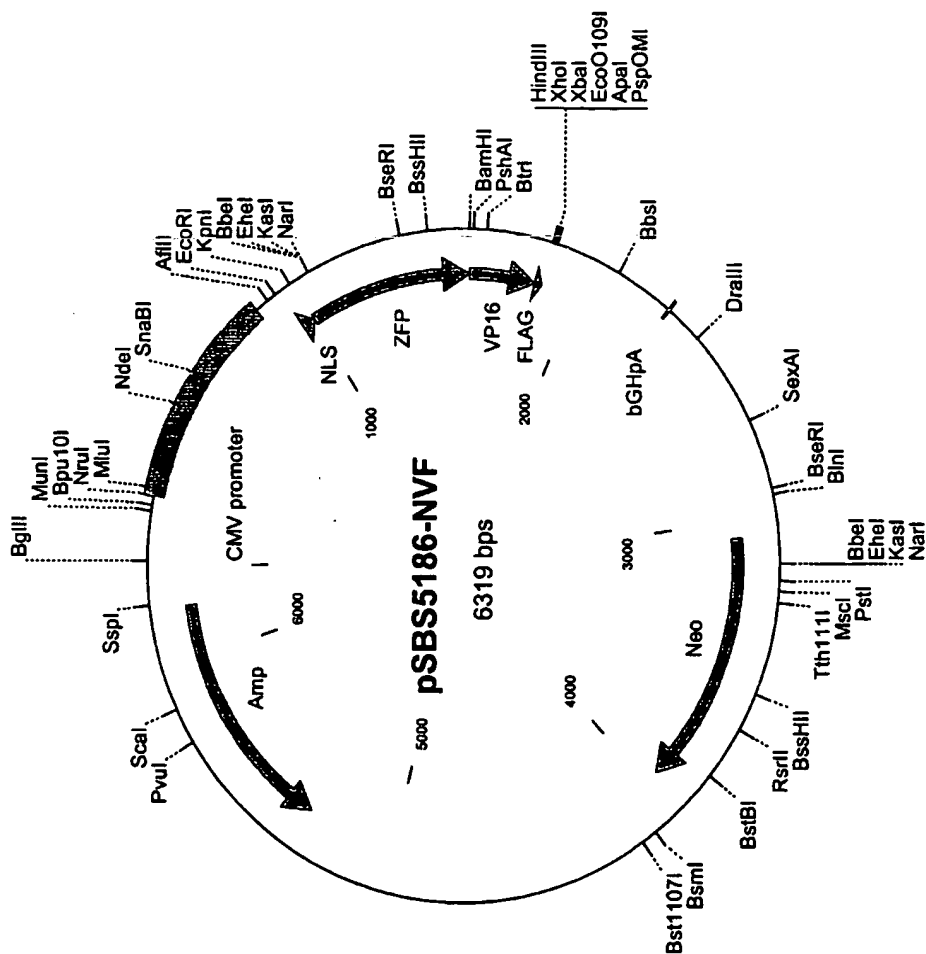 pSBS5186-NVF
6319 bps
BglII
MunI
Bpu10I
NruI
MluI
NdeI
SnaBI
AflII
EcoRI
KpnI
BbeI
EheI
KasI
NarI
BseRI
BssHII
BamHI
PshAI
BtrI
HindIII
XhoI
XbaI
EcoO109I
ApaI
PspOMI
BbsI
DraIII
SexAI
BseRI
BlnI
BbeI
EheI
KasI
NarI
PstI
MscI
Tth111I
BssHII
RsrII
BstBI
BsmI
Bst1107I
PvuI
ScaI
SspI
CMV promoter
NLS
ZFP
VP16
FLAG
bGHpA
Neo
Amp
1000
2000
3000
4000
5000
6000